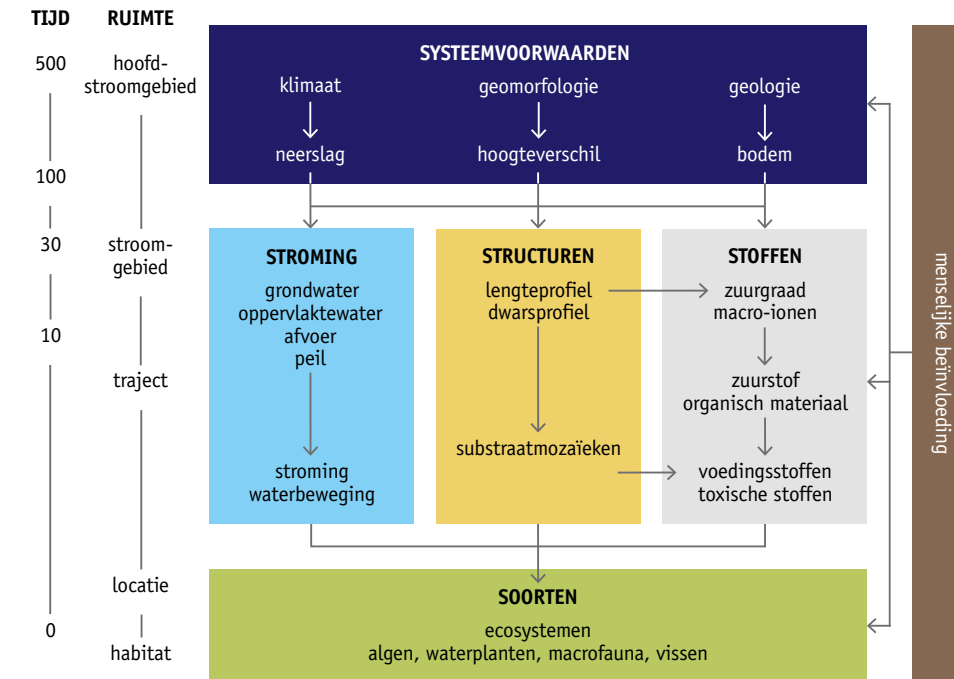 TIJD
RUIMTE
500
100
30
10
0
hoofd-
stroomgebied
stroom-
gebied
traject
locatie
habitat
SYSTEEMVOORWAARDEN
klimaat
geomorfologie
geologie
neerslag
hoogteverschil
bodem
STROMING
grondwater
oppervlaktewater
afvoer
peil
stroming
waterbeweging
STRUCTUREN
lengteprofiel
dwarsprofiel
substraatmozaïeken
STOFFEN
zuurgraad
macro-ionen
zuurstof
organisch materiaal
voedingsstoffen
toxische stoffen
SOORTEN
ecosystemen
algen, waterplanten, macrofauna, vissen
menselijke beïnvloeding